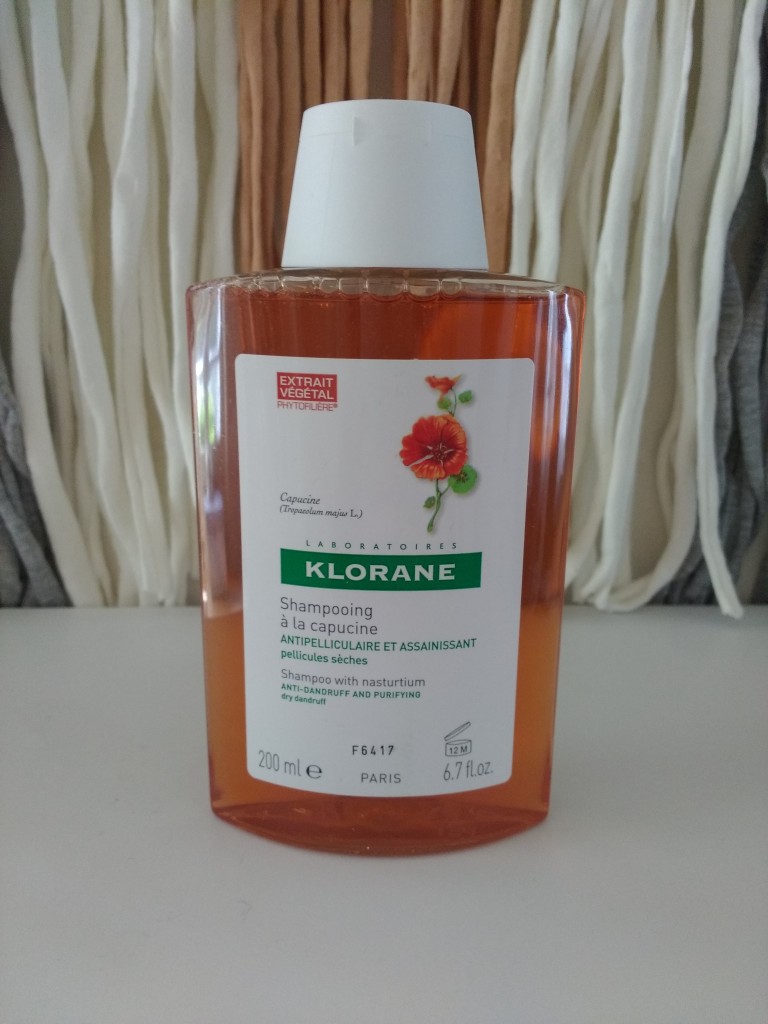 EXTRAIT
VÉGÉTAL
PHYTOFILIÈRE®
Capucine
(Tropaeolum majus L.)
LABORATOIRES
KLORANE
Shampooing
à la capucine
ANTIPELLICULAIRE ET ASSAINISSANT
pellicules sèches
Shampoo with nasturtium
ANTI-DANDRUFF AND PURIFYING
dry dandruff
F6417
12 M
200 ml ℮
PARIS
6.7 fl.oz.